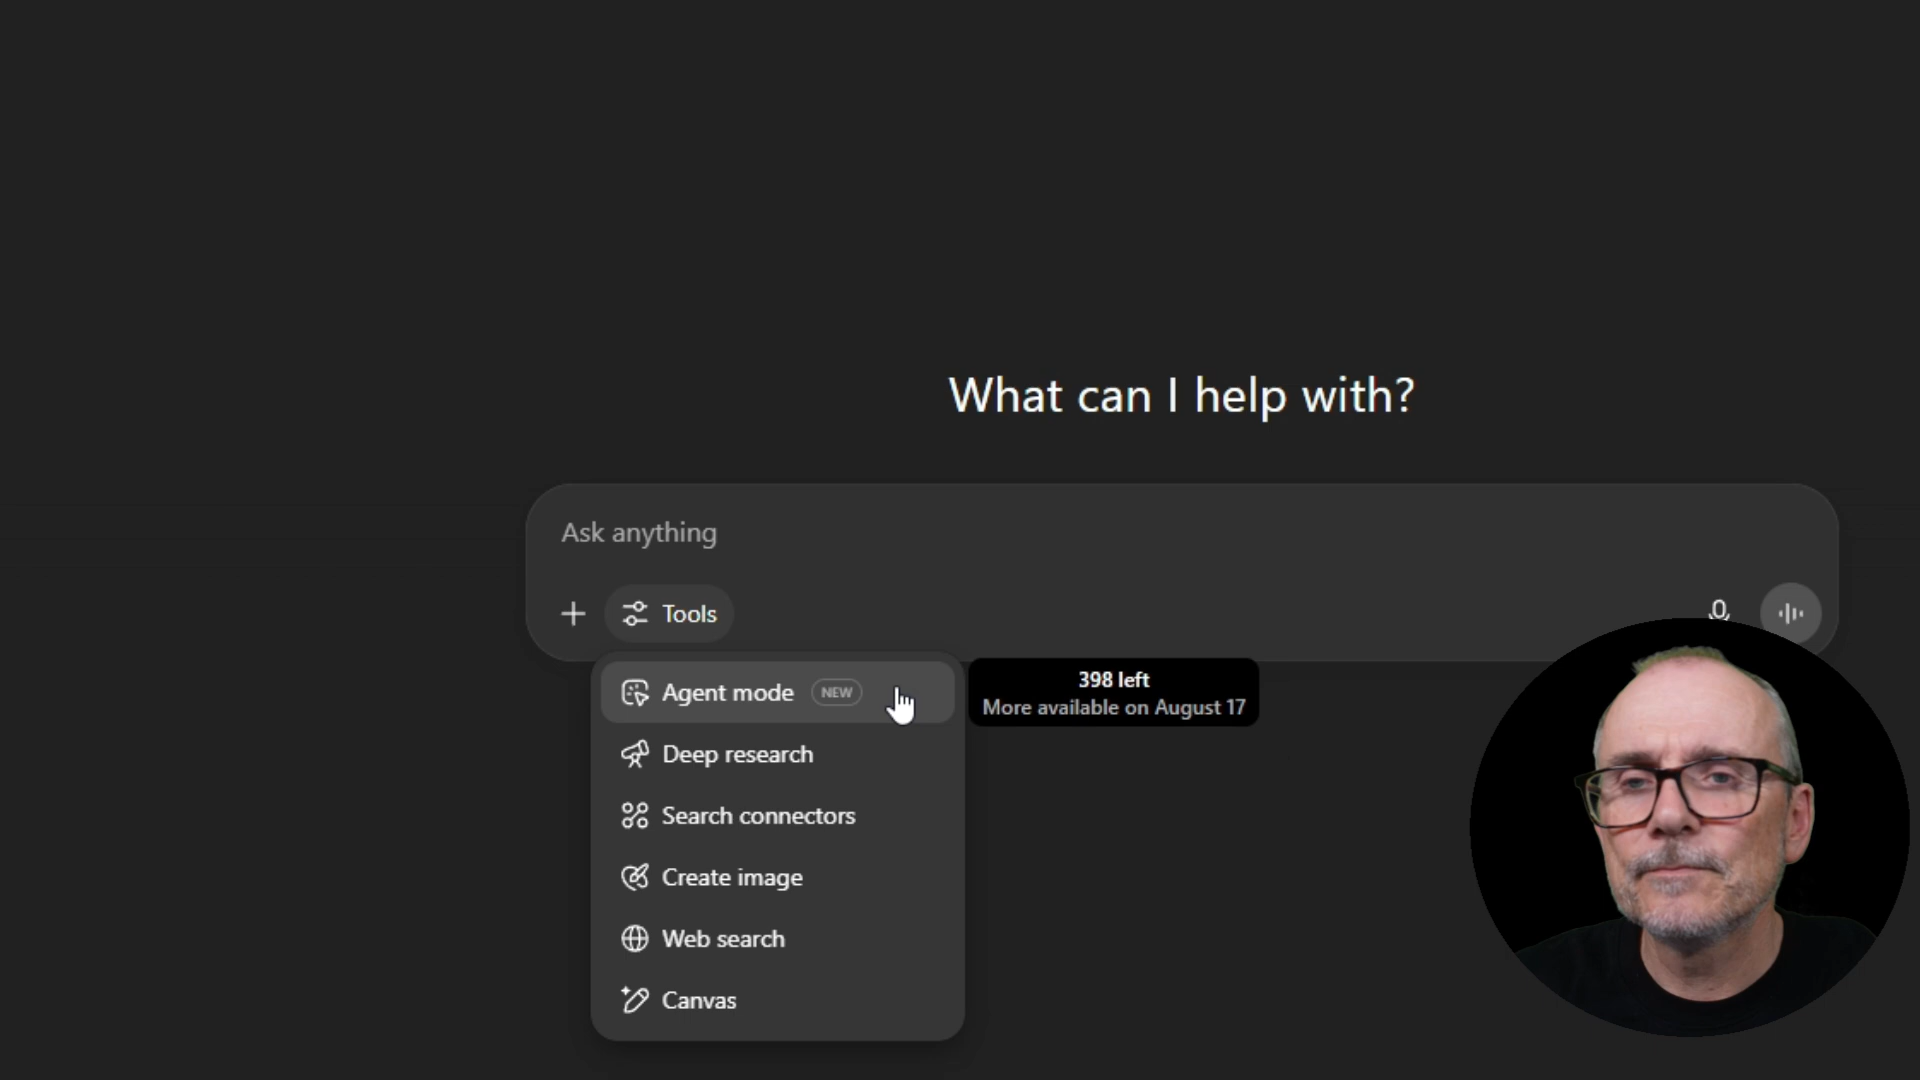 What can I help with?
Ask anything
Tools
Agent mode NEW
398 left
More available on August 17
Deep research
Search connectors
Create image
Web search
Canvas